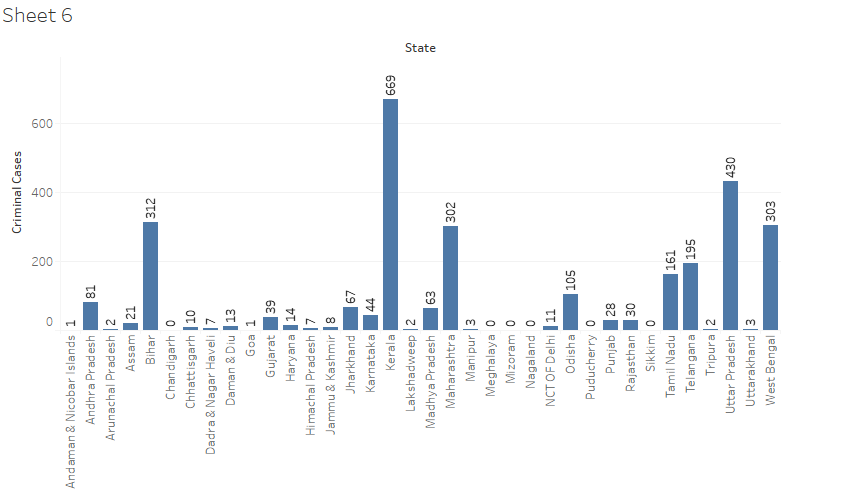 Sheet 6
State
Criminal Cases
600
400
200
0
1
81
2
21
312
0
10
7
13
1
39
14
7
8
67
44
669
2
63
302
3
0
0
0
11
105
0
28
30
0
161
195
2
430
3
303
Andaman & Nicobar Islands
Andhra Pradesh
Arunachal Pradesh
Assam
Bihar
Chandigarh
Chhattisgarh
Dadra & Nagar Haveli
Daman & Diu
Goa
Gujarat
Haryana
Himachal Pradesh
Jammu & Kashmir
Jharkhand
Karnataka
Kerala
Lakshadweep
Madhya Pradesh
Maharashtra
Manipur
Meghalaya
Mizoram
Nagaland
NCT OF Delhi
Odisha
Puducherry
Punjab
Rajasthan
Sikkim
Tamil Nadu
Telangana
Tripura
Uttar Pradesh
Uttarakhand
West Bengal